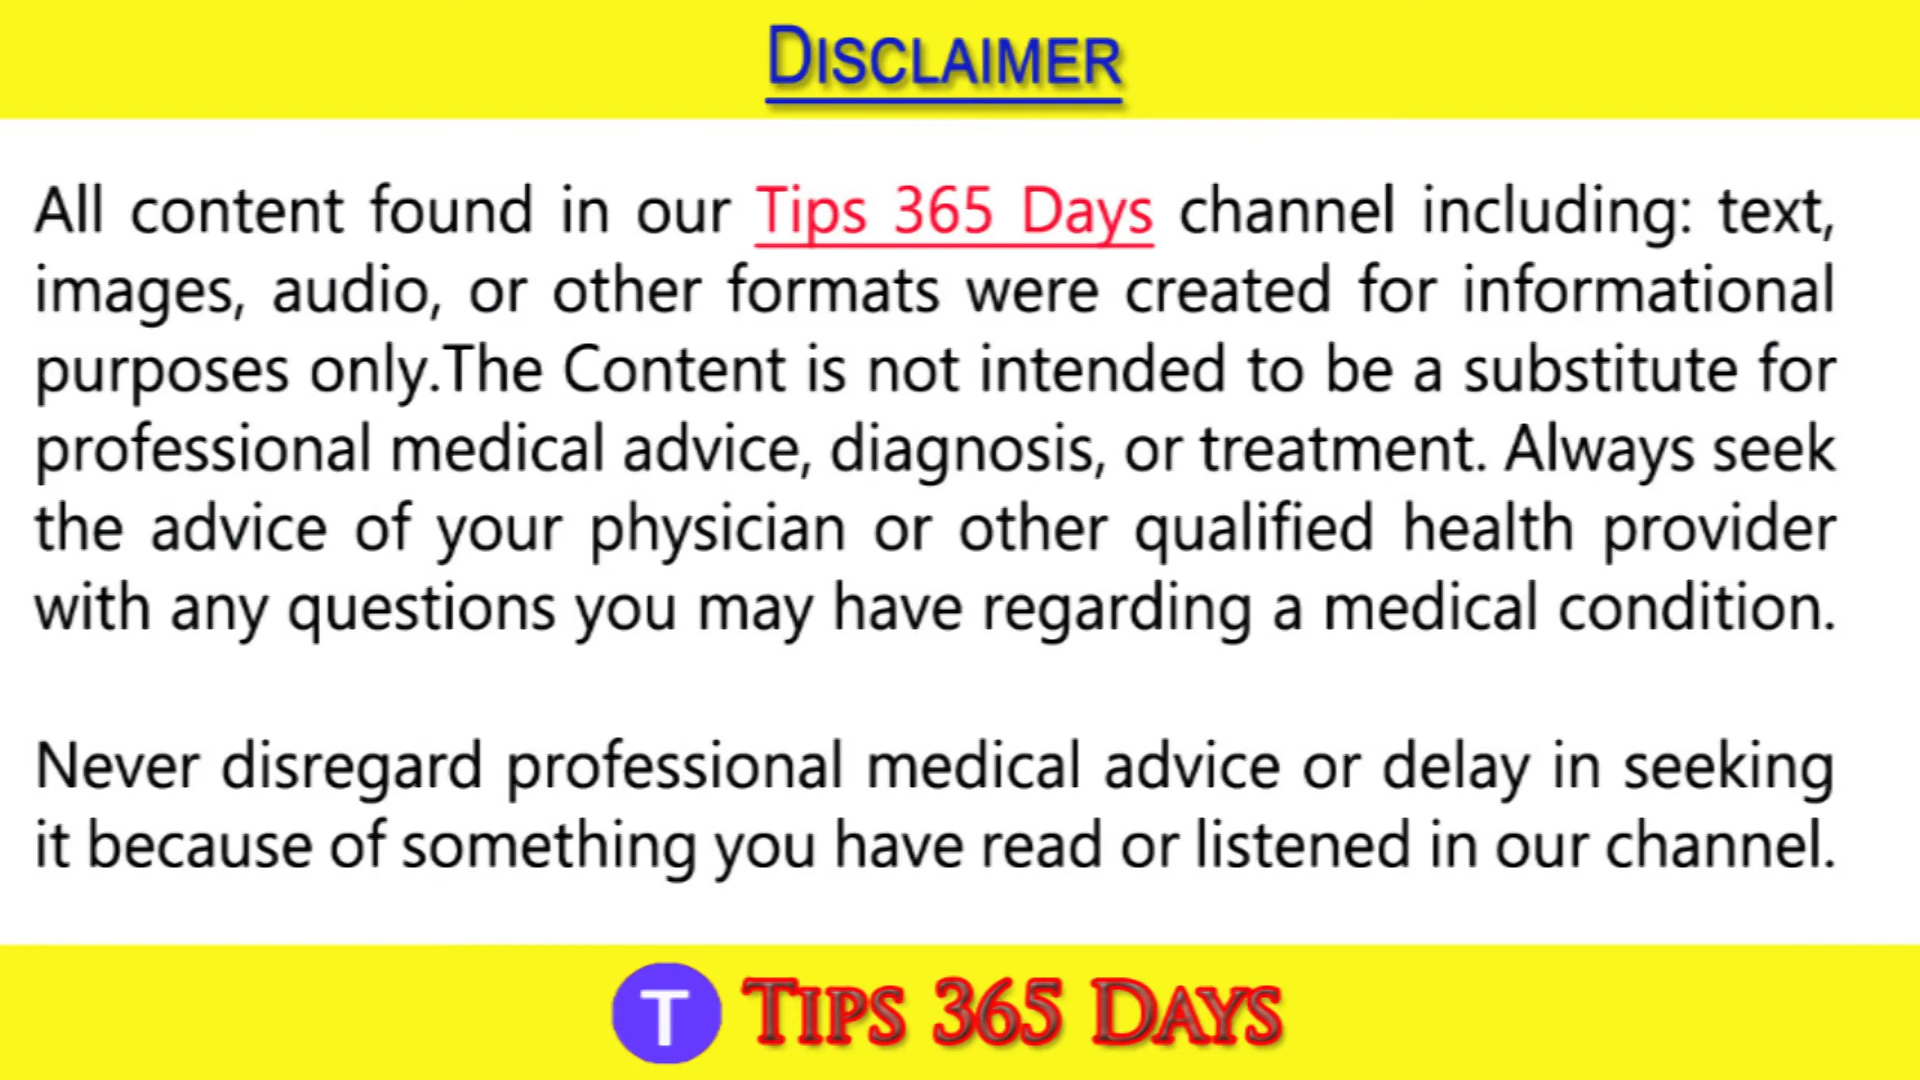 DISCLAIMER
All content found in our Tips 365 Days channel including: text,
images, audio, or other formats were created for informational
purposes only.The Content is not intended to be a substitute for
professional medical advice, diagnosis, or treatment. Always seek
the advice of your physician or other qualified health provider
with any questions you may have regarding a medical condition.
Never disregard professional medical advice or delay in seeking
it because of something you have read or listened in our channel.
T TIPS 365 DAYS